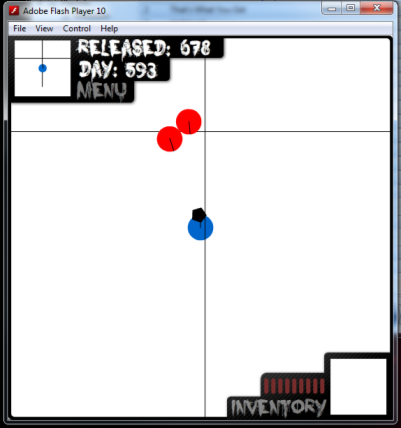 Adobe Flash Player 10
File View Control Help
RELEASED: 678
DAY: 593
MENU
INVENTORY